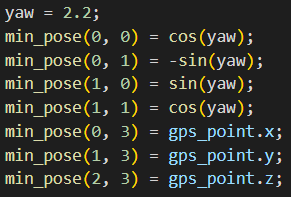 yaw = 2.2;
min_pose(0, 0) = cos(yaw);
min_pose(0, 1) = -sin(yaw);
min_pose(1, 0) = sin(yaw);
min_pose(1, 1) = cos(yaw);
min_pose(0, 3) = gps_point.x;
min_pose(1, 3) = gps_point.y;
min_pose(2, 3) = gps_point.z;